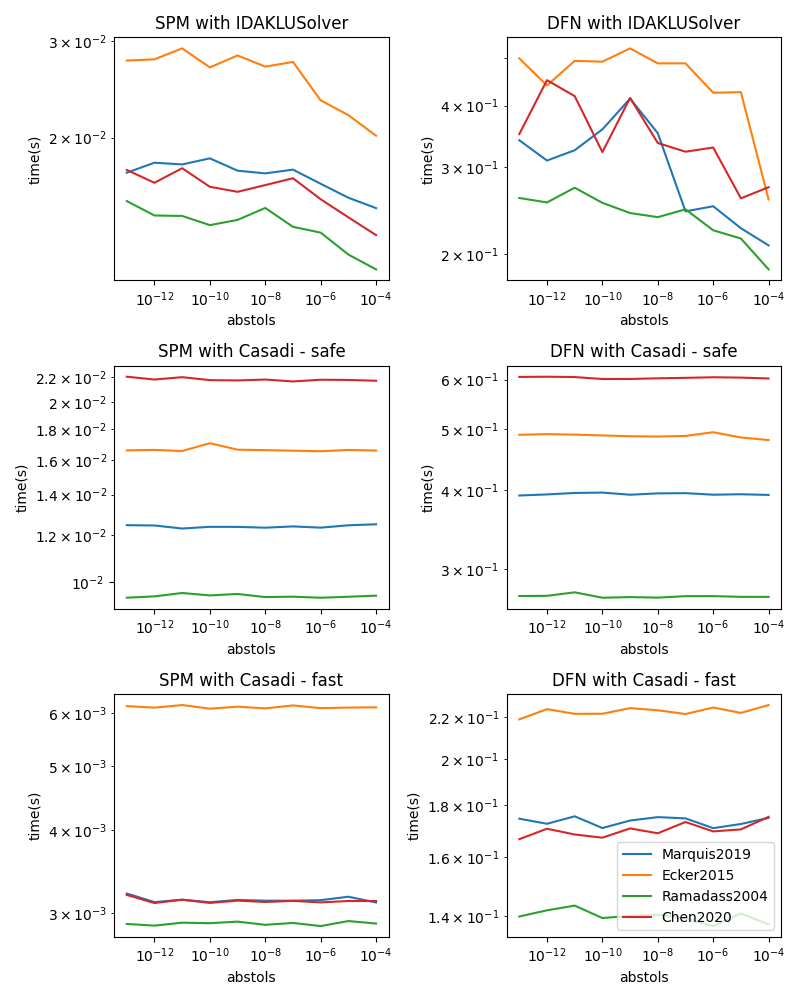 SPM with IDAKLUSolver
3 × 10⁻²
2 × 10⁻²
time(s)
10⁻¹² 10⁻¹⁰ 10⁻⁸ 10⁻⁶ 10⁻⁴
abstols
DFN with IDAKLUSolver
4 × 10⁻¹
3 × 10⁻¹
2 × 10⁻¹
time(s)
10⁻¹² 10⁻¹⁰ 10⁻⁸ 10⁻⁶ 10⁻⁴
abstols
SPM with Casadi - safe
2.2 × 10⁻²
2 × 10⁻²
1.8 × 10⁻²
1.6 × 10⁻²
1.4 × 10⁻²
1.2 × 10⁻²
10⁻²
time(s)
10⁻¹² 10⁻¹⁰ 10⁻⁸ 10⁻⁶ 10⁻⁴
abstols
DFN with Casadi - safe
6 × 10⁻¹
5 × 10⁻¹
4 × 10⁻¹
3 × 10⁻¹
time(s)
10⁻¹² 10⁻¹⁰ 10⁻⁸ 10⁻⁶ 10⁻⁴
abstols
SPM with Casadi - fast
6 × 10⁻³
5 × 10⁻³
4 × 10⁻³
3 × 10⁻³
time(s)
10⁻¹² 10⁻¹⁰ 10⁻⁸ 10⁻⁶ 10⁻⁴
abstols
DFN with Casadi - fast
2.2 × 10⁻¹
2 × 10⁻¹
1.8 × 10⁻¹
1.6 × 10⁻¹
1.4 × 10⁻¹
time(s)
Marquis2019
Ecker2015
Ramadass2004
Chen2020
10⁻¹² 10⁻¹⁰ 10⁻⁸ 10⁻⁶ 10⁻⁴
abstols